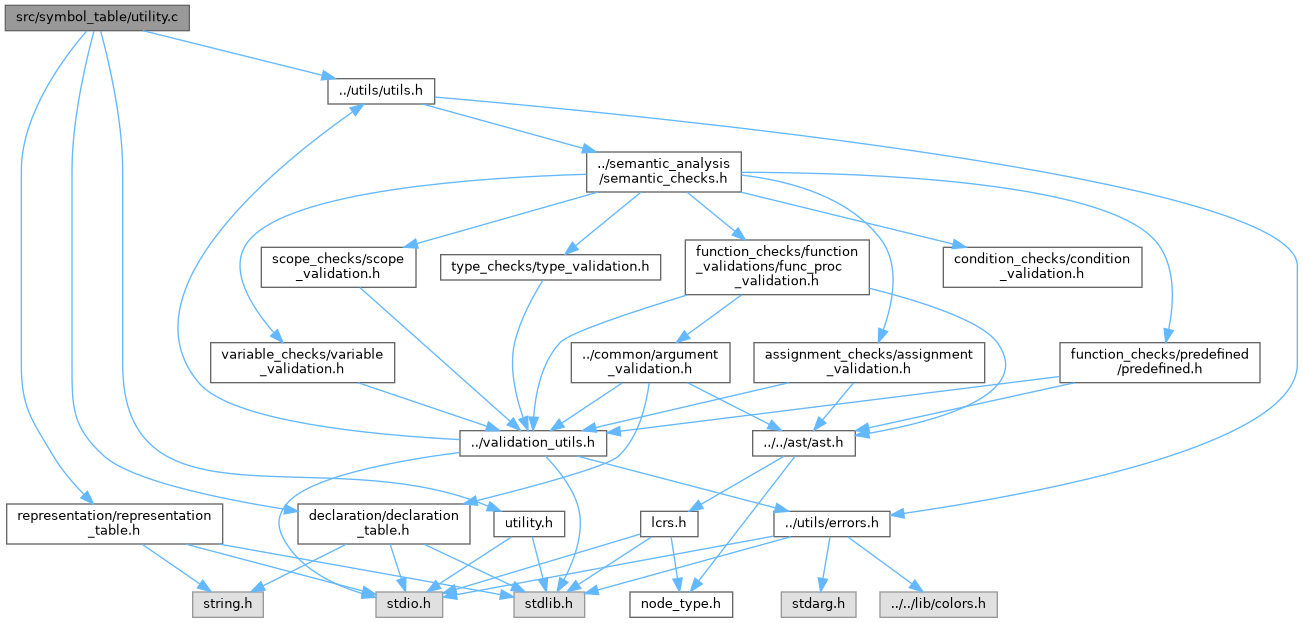 src/symbol_table/utility.c
../utils/utils.h
../semantic_analysis
/semantic_checks.h
scope_checks/scope
_validation.h
type_checks/type_validation.h
function_checks/function
_validations/func_proc
_validation.h
condition_checks/condition
_validation.h
variable_checks/variable
_validation.h
../common/argument
_validation.h
assignment_checks/assignment
_validation.h
function_checks/predefined
/predefined.h
../validation_utils.h
../../ast/ast.h
representation/representation
_table.h
declaration/declaration
_table.h
utility.h
lcrs.h
../utils/errors.h
string.h
stdio.h
stdlib.h
node_type.h
stdarg.h
../../lib/colors.h